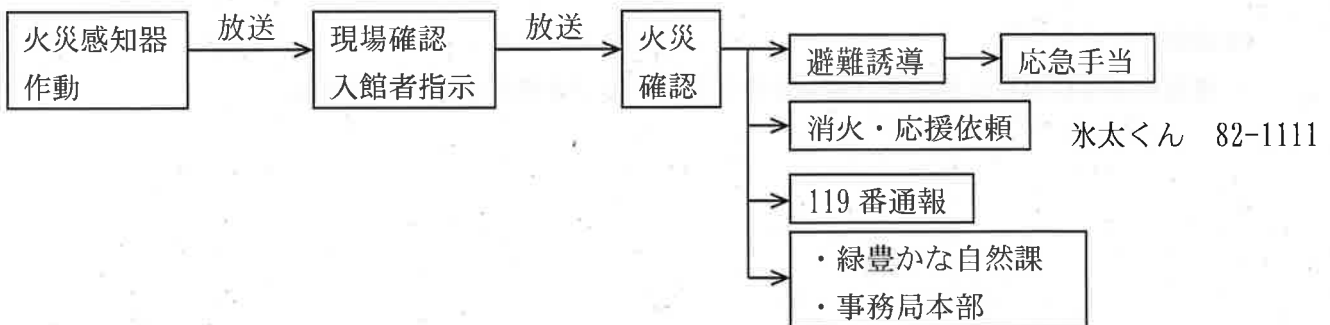 火災感知器
作動
放送
現場確認
入館者指示
放送
火災
確認
避難誘導
応急手当
消火・応援依頼
氷太くん 82-1111
119番通報
・緑豊かな自然課
・事務局本部